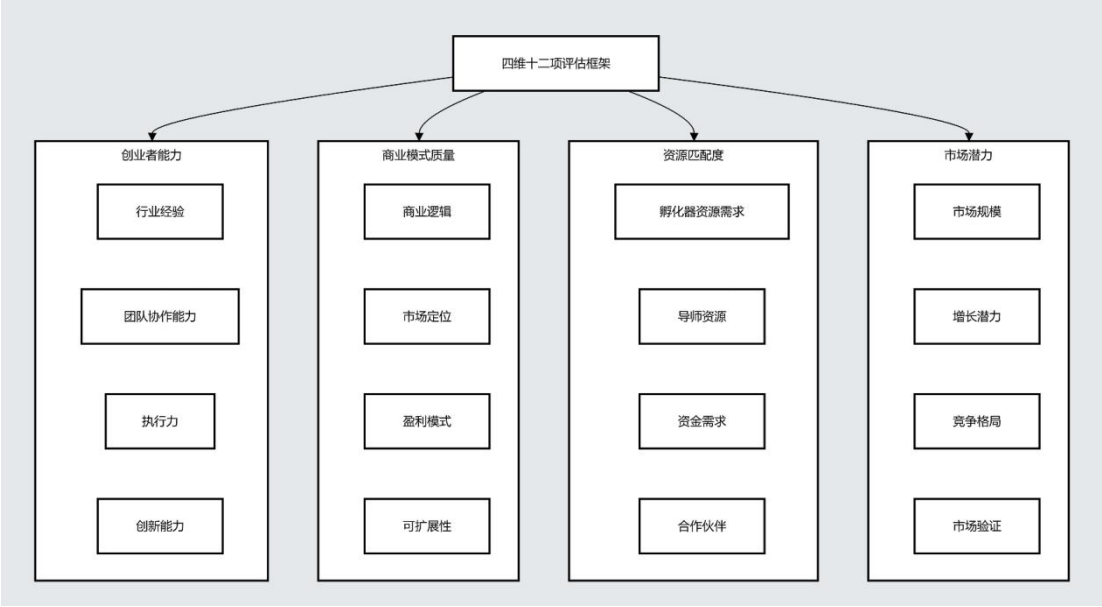 四维十二项评估框架
创业者能力
行业经验
团队协作能力
执行力
创新能力
商业模式质量
商业逻辑
市场定位
盈利模式
可扩展性
资源匹配度
孵化器资源需求
导师资源
资金需求
合作伙伴
市场潜力
市场规模
增长潜力
竞争格局
市场验证